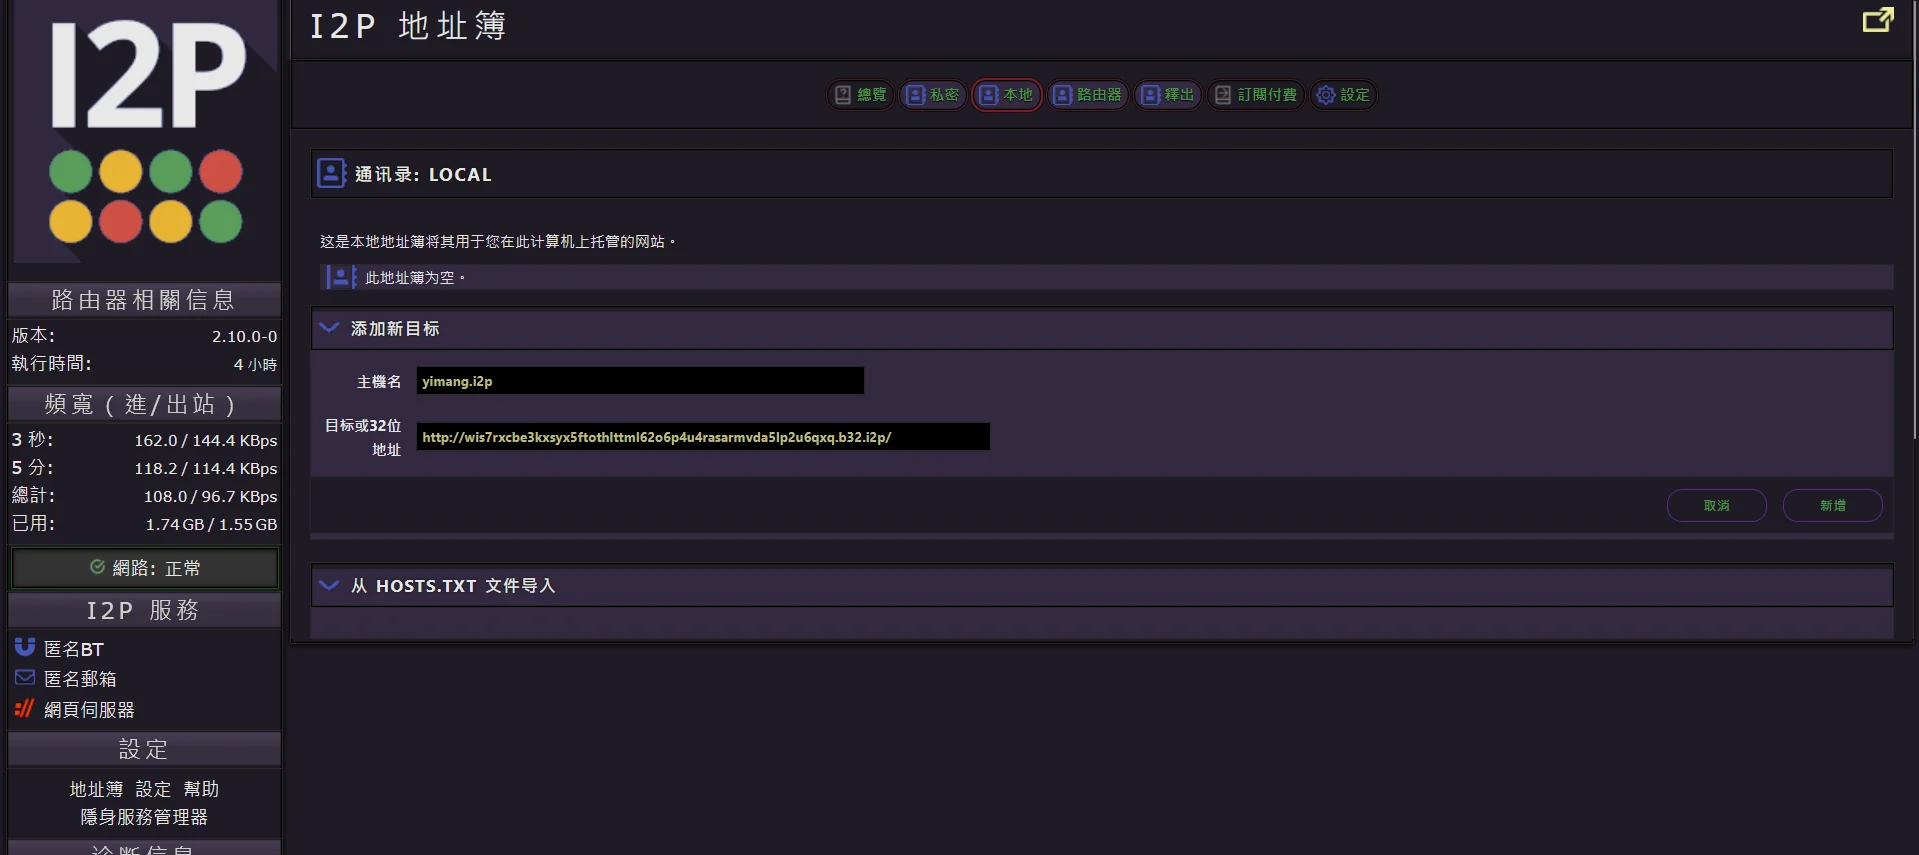 I2P
路由器相關信息
版本: 2.10.0-0
執行時間: 4 小時
頻寬 ( 進/出站 )
3 秒: 162.0 / 144.4 KBps
5 分: 118.2 / 114.4 KBps
總計: 108.0 / 96.7 KBps
已用: 1.74 GB / 1.55 GB
網路: 正常
I2P 服務
匿名BT
匿名郵箱
網頁伺服器
設定
地址簿 設定 幫助
隱身服務管理器
诊断信息
I2P 地址簿
總覽 私密 本地 路由器 釋出 訂閱付費 設定
通讯录: LOCAL
这是本地地址簿将其用于您在此计算机上托管的网站。
此地址簿为空。
添加新目标
主機名 yimang.i2p
目标或32位
地址
http://wis7rxcbe3kxsyx5ftothlttml62o6p4u4rasarmvda5lp2u6qxq.b32.i2p/
取消 新增
从 HOSTS.TXT 文件导入